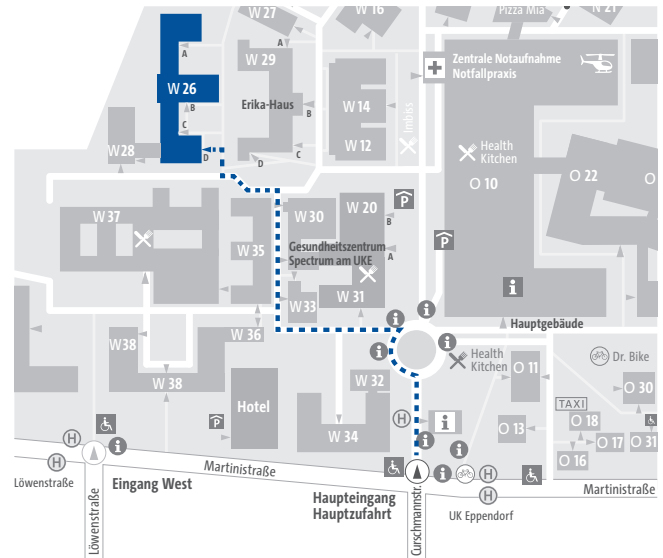 W 27
W 16
Pizza Mia
N 21
A
A
W 29
Zentrale Notaufnahme
Notfallpraxis
W 26
B
Erika-Haus
B
W 14
Imbiss
C
W 28
D
D
C
W 12
Health
Kitchen
O 10
O 22
O
W 37
W 30
W 20
B
P
W 35
Gesundheitszentrum
Spectrum am UKE
A
P
W 33
W 31
i
i
Hauptgebäude
W 38
W 36
i
i
i
Health
Kitchen
O 11
Dr. Bike
W 38
W 32
O 30
Hotel
P
H
i
TAXI
O 18
O 13
O 17
O 31
W 34
O 16
H
i
i
i
H
Martinistraße
i
H
Löwenstraße
Eingang West
Haupteingang
Hauptzufahrt
H
Martinistraße
UK Eppendorf
Löwenstraße
Curschmannstr.